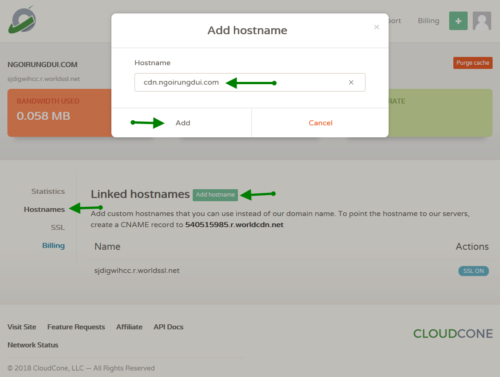 Add hostname
×
port
Billing
+
Hostname
NGOIRUNGDUI.COM
cdn.ngoirungdui.com
×
Purge cache
sjdigwihcc.r.worldssl.net
BANDWIDTH USED
RATE
0.058 MB
Add
Cancel
Statistics
Linked hostnames
Add hostname
Hostnames
Add custom hostnames that you can use instead of our domain name. To point the hostname to our servers,
SSL
create a CNAME record to 540515985.r.worldcdn.net
Billing
Name
Actions
sjdigwihcc.r.worldssl.net
SSL ON
Visit Site
Feature Requests
Affiliate
API Docs
CLOUDCONE
Network Status
© 2018 CloudCone, LLC — All Rights Reserved